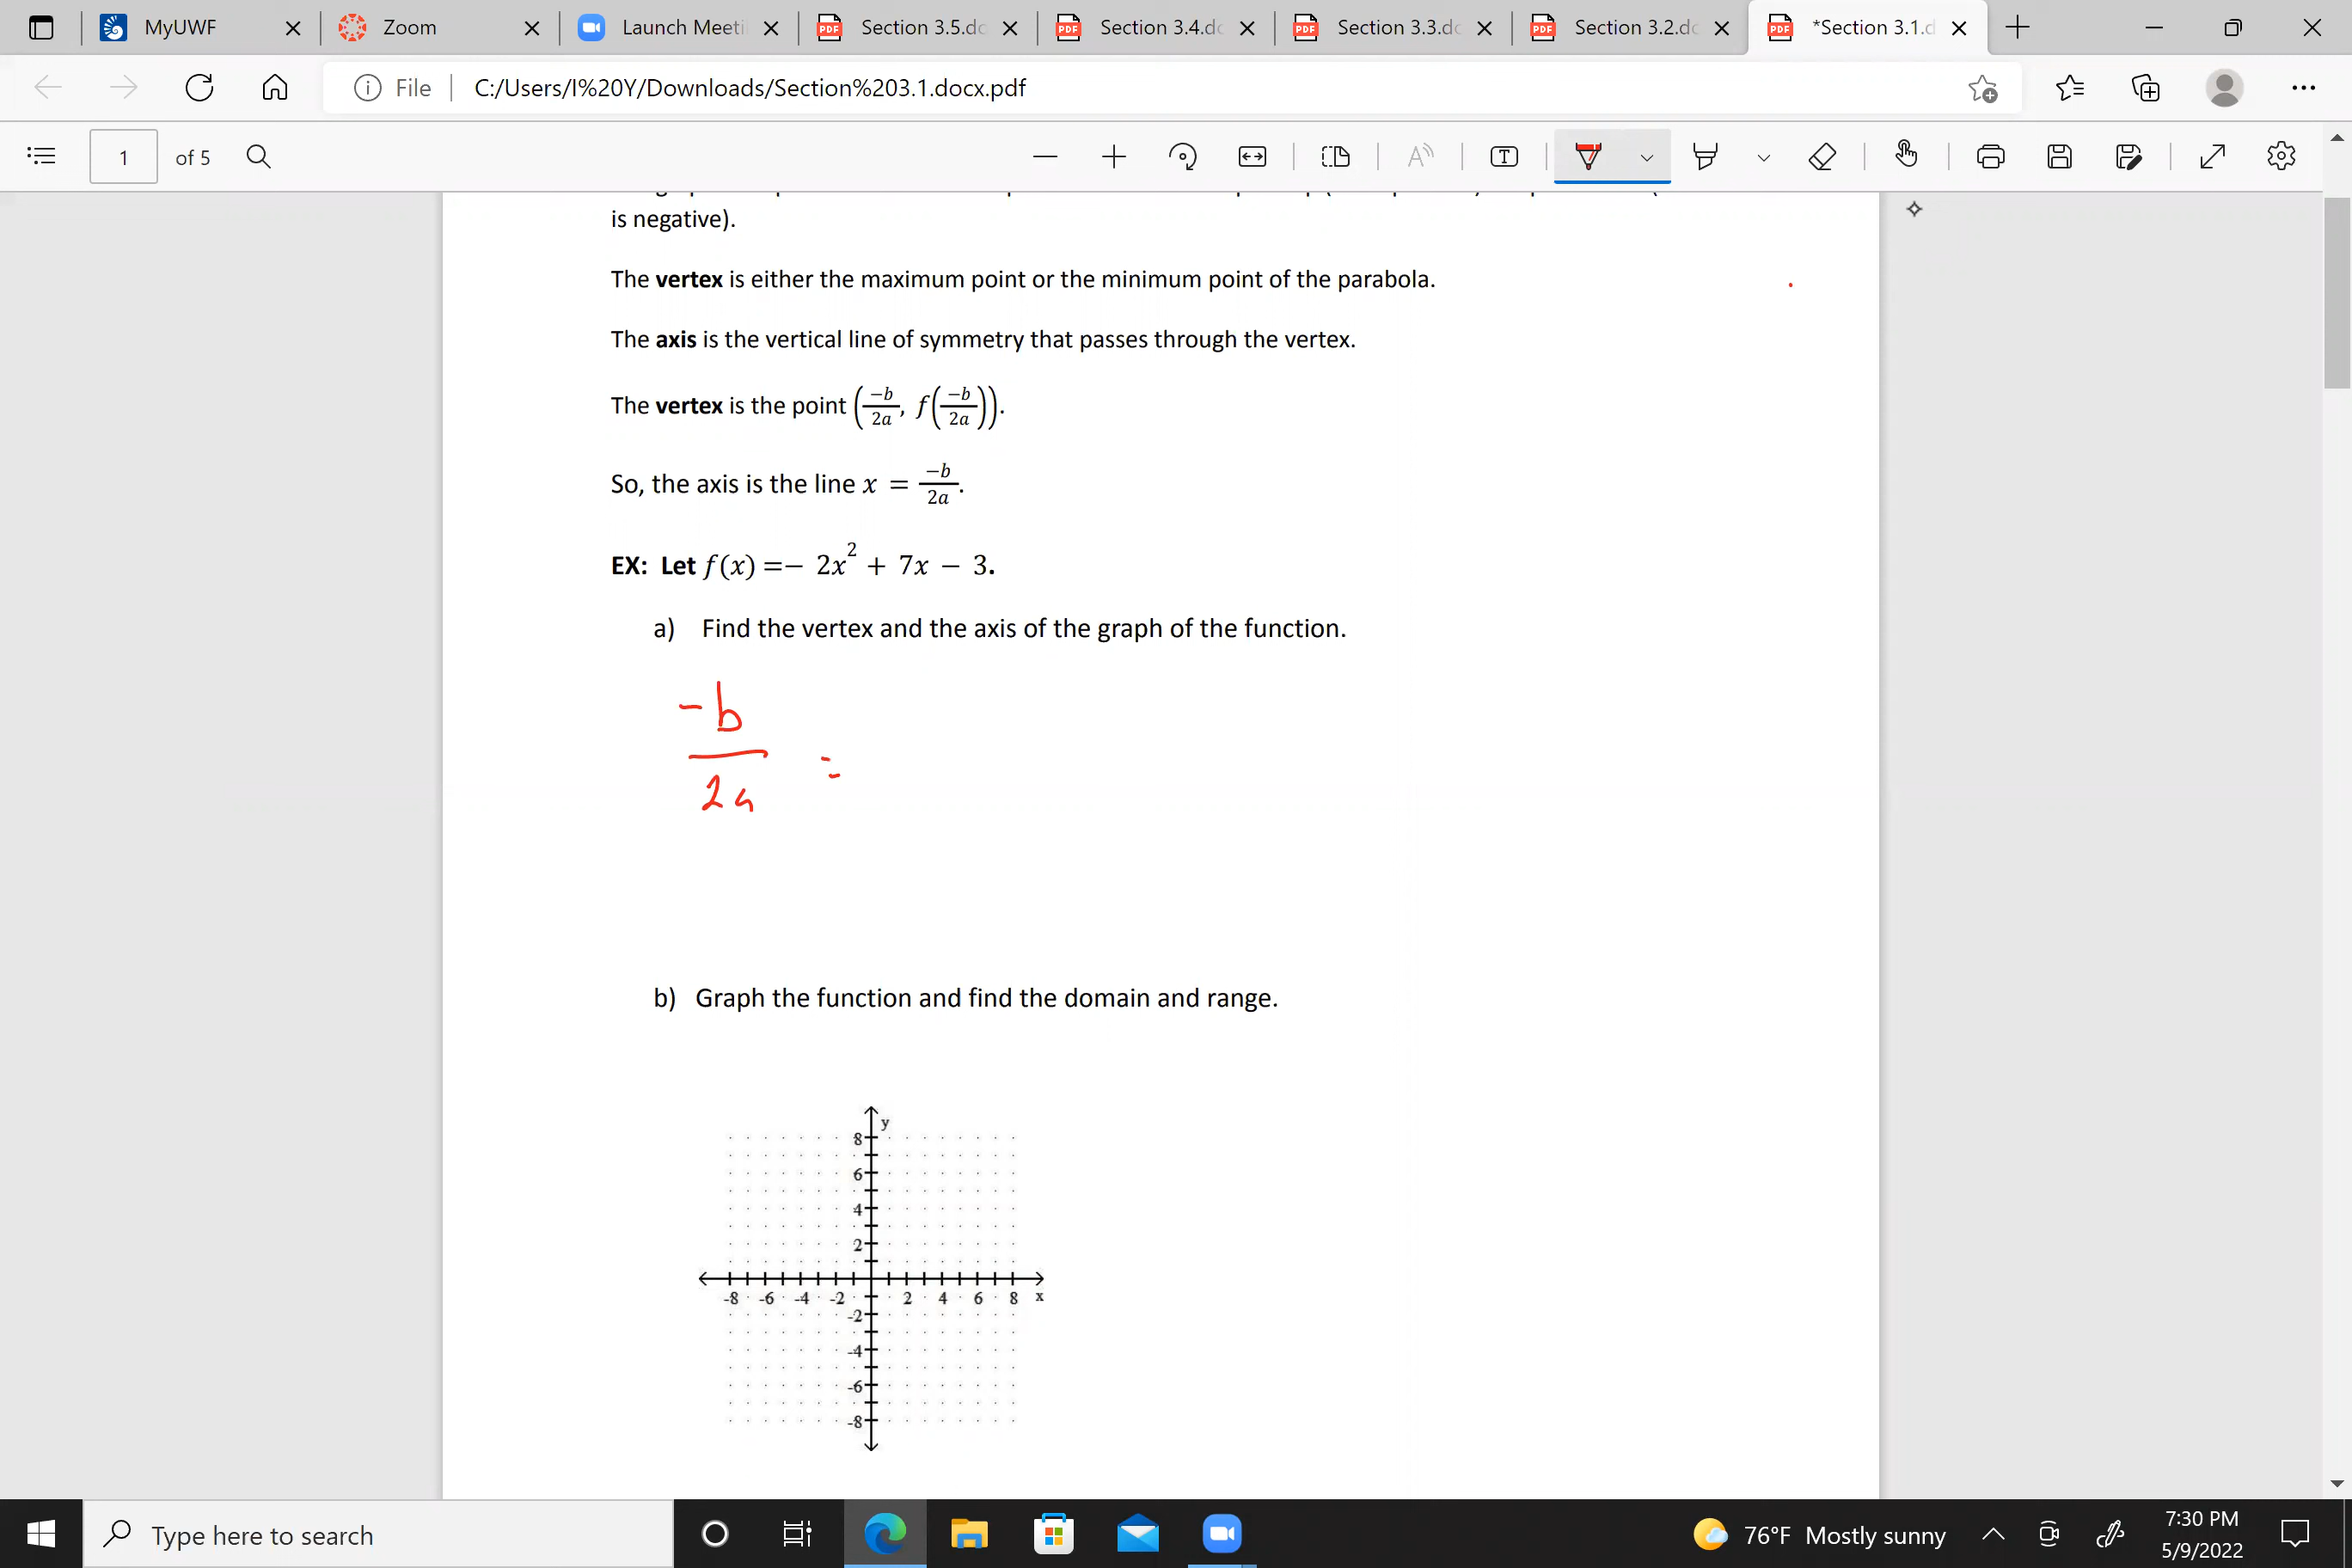 MyUWF
Zoom
Launch Meeti
PDF Section 3.5.dc
PDF Section 3.4.dc
PDF Section 3.3.dc
PDF Section 3.2.dc
PDF *Section 3.1.d
File C:/Users/I%20Y/Downloads/Section%203.1.docx.pdf
1 of 5
is negative).
The vertex is either the maximum point or the minimum point of the parabola.
The axis is the vertical line of symmetry that passes through the vertex.
The vertex is the point (−b/2a, f(−b/2a)).
So, the axis is the line x = −b/2a.
EX: Let f(x) =− 2x² + 7x − 3.
a) Find the vertex and the axis of the graph of the function.
-b
2a =
b) Graph the function and find the domain and range.
y
8
6
4
2
-8 -6 -4 -2 2 4 6 8 x
-2
-4
-6
-8
Type here to search
76°F Mostly sunny
7:30 PM
5/9/2022